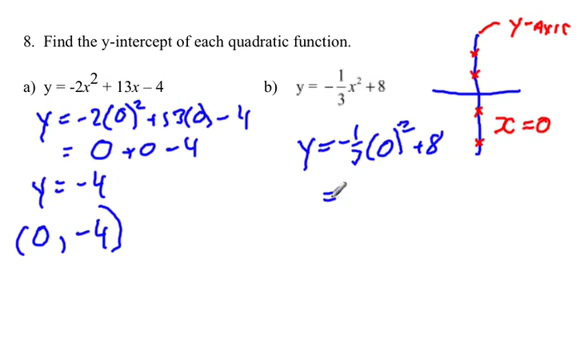 8. Find the y-intercept of each quadratic function.
a) y = -2x² + 13x – 4
y = -2(0)² + 13(0) - 4
= 0 + 0 - 4
y = -4
(0, -4)
b) y = -1/3x² + 8
y = -1/3(0)² + 8
=
y-Axis
x = 0